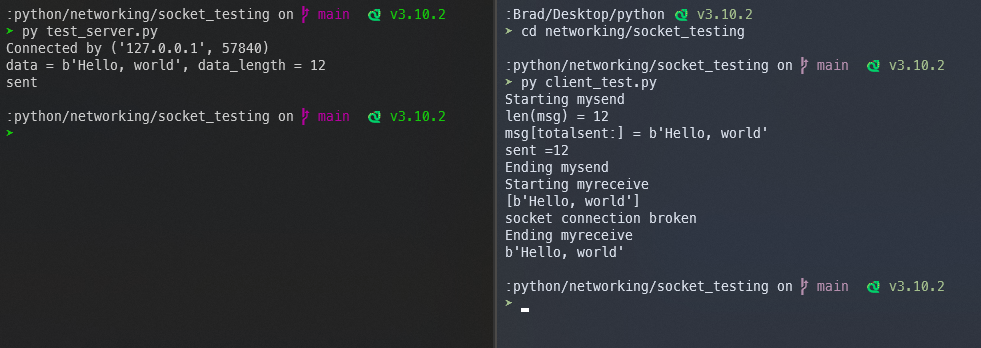 :python/networking/socket_testing on main v3.10.2
➤ py test_server.py
Connected by ('127.0.0.1', 57840)
data = b'Hello, world', data_length = 12
sent
:python/networking/socket_testing on main v3.10.2
➤
:Brad/Desktop/python v3.10.2
➤ cd networking/socket_testing
:python/networking/socket_testing on main v3.10.2
➤ py client_test.py
Starting mysend
len(msg) = 12
msg[totalsent:] = b'Hello, world'
sent =12
Ending mysend
Starting myreceive
[b'Hello, world']
socket connection broken
Ending myreceive
b'Hello, world'
:python/networking/socket_testing on main v3.10.2
➤